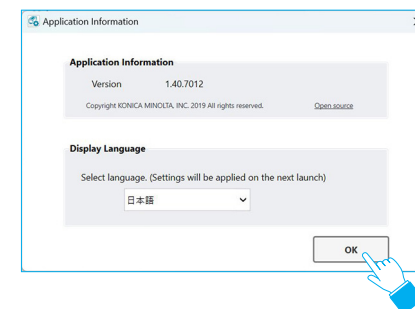 Application Information
Application Information
Version 1.40.7012
Copyright KONICA MINOLTA, INC. 2019 All rights reserved. Open source
Display Language
Select language. (Settings will be applied on the next launch)
日本語
OK